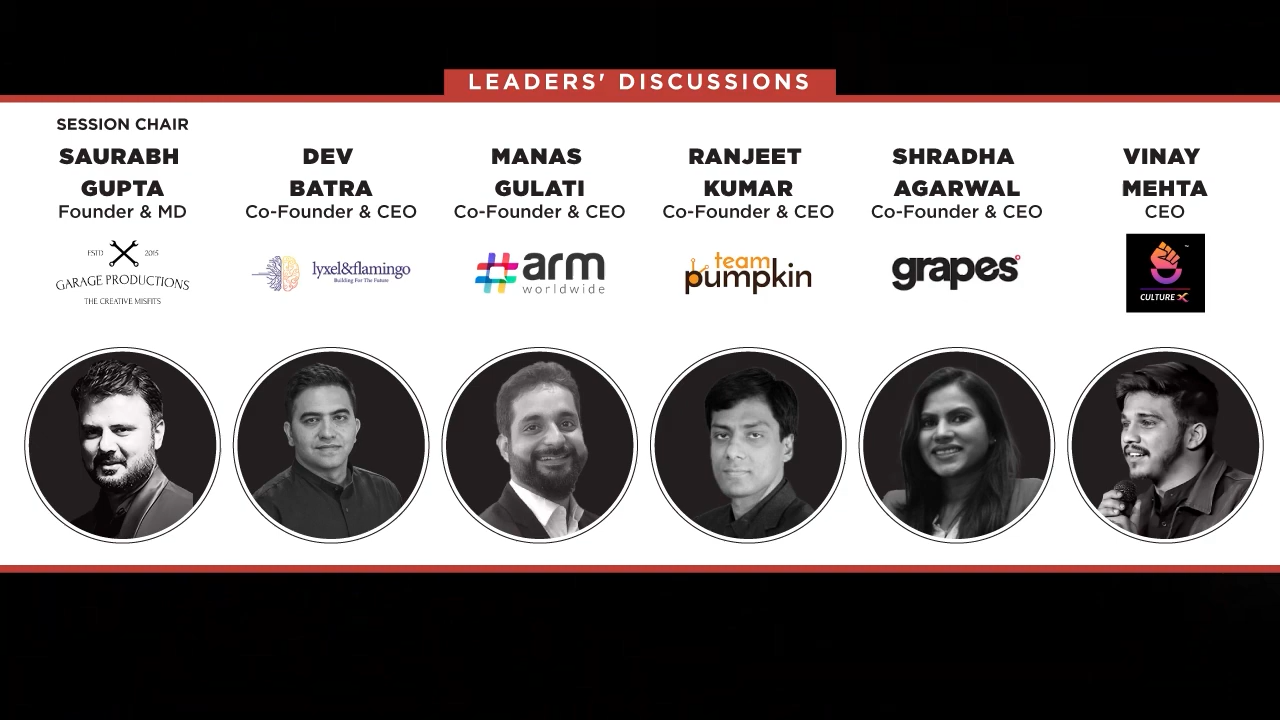 LEADERS' DISCUSSIONS
SESSION CHAIR
SAURABH
GUPTA
Founder & MD
ESTD 2015
GARAGE PRODUCTIONS
THE CREATIVE MISFITS
DEV
BATRA
Co-Founder & CEO
lyxel&flamingo
Building For The Future
MANAS
GULATI
Co-Founder & CEO
#arm
worldwide
RANJEET
KUMAR
Co-Founder & CEO
team
pumpkin
SHRADHA
AGARWAL
Co-Founder & CEO
grapes
VINAY
MEHTA
CEO
™
CULTURE X